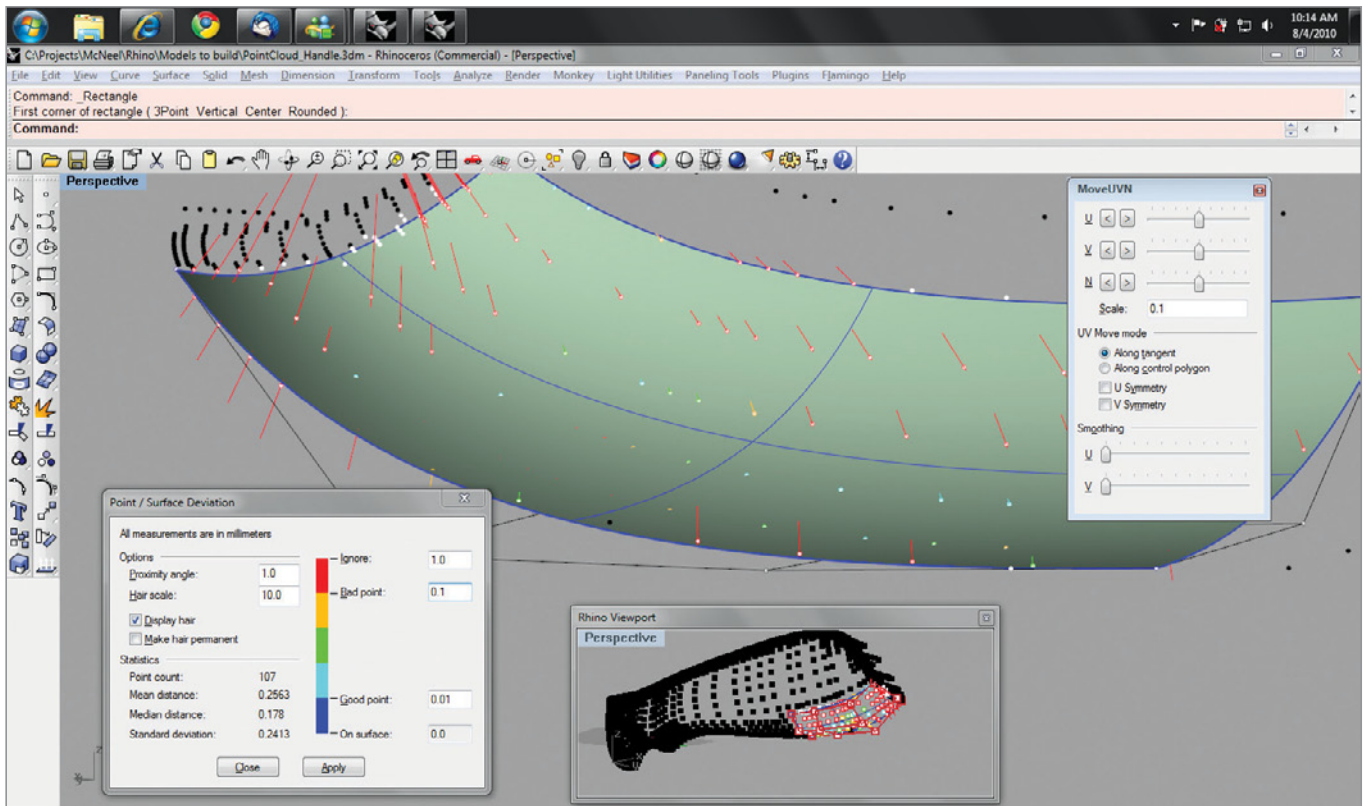 10:14 AM
8/4/2010
C:\Projects\McNeel\Rhino\Models to build\PointCloud_Handle.3dm - Rhinoceros (Commercial) - [Perspective]
File Edit View Curve Surface Solid Mesh Dimension Transform Tools Analyze Render Monkey Light Utilities Paneling Tools Plugins Flamingo Help
Command: _Rectangle
First corner of rectangle ( 3Point Vertical Center Rounded ):
Command:
Perspective
MoveUVN
U < >
V < >
N < >
Scale: 0.1
UV Move mode
Along tangent
Along control polygon
U Symmetry
V Symmetry
Smoothing
U
V
Point / Surface Deviation
All measurements are in millimeters
Options
Proximity angle: 1.0
Hair scale: 10.0
Display hair
Make hair permanent
Statistics
Point count: 107
Mean distance: 0.2563
Median distance: 0.178
Standard deviation: 0.2413
Ignore: 1.0
Bad point: 0.1
Good point: 0.01
On surface: 0.0
Close Apply
Rhino Viewport
Perspective